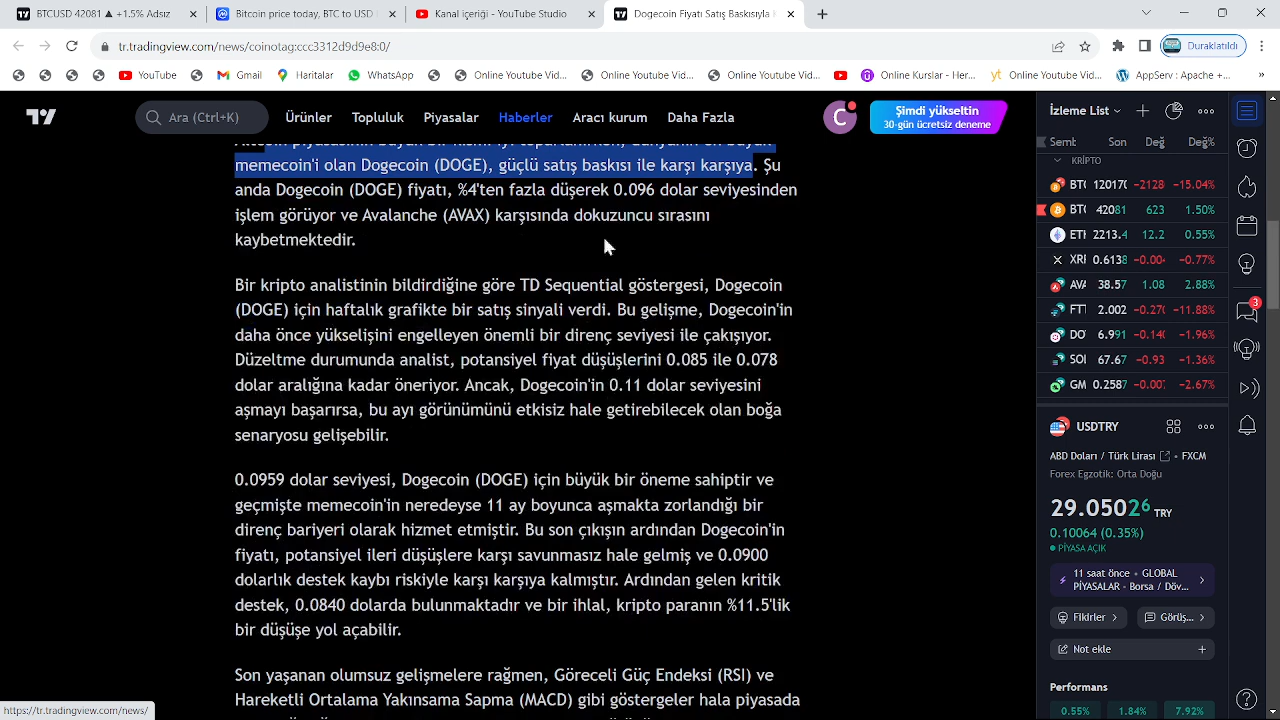 BTCUSD 42081 ▲ +1.5% Adsız
Bitcoin price today, BTC to USD
Kanal içeriği - YouTube Studio
Dogecoin Fiyatı Satış Baskısıyla
tr.tradingview.com/news/coinotag:ccc3312d9d9e8:0/
Duraklatıldı
YouTube
Gmail
Haritalar
WhatsApp
Online Youtube Vid...
Online Youtube Vid...
Online Youtube Vid...
Online Kurslar - Her...
Online Youtube Vid...
AppServ : Apache +...
Ara (Ctrl+K)
Ürünler
Topluluk
Piyasalar
Haberler
Aracı kurum
Daha Fazla
C
Şimdi yükseltin
30-gün ücretsiz deneme
memecoin'i olan Dogecoin (DOGE), güçlü satış baskısı ile karşı karşıya. Şu
anda Dogecoin (DOGE) fiyatı, %4'ten fazla düşerek 0.096 dolar seviyesinden
işlem görüyor ve Avalanche (AVAX) karşısında dokuzuncu sırasını
kaybetmektedir.
Bir kripto analistinin bildirdiğine göre TD Sequential göstergesi, Dogecoin
(DOGE) için haftalık grafikte bir satış sinyali verdi. Bu gelişme, Dogecoin'in
daha önce yükselişini engelleyen önemli bir direnç seviyesi ile çakışıyor.
Düzeltme durumunda analist, potansiyel fiyat düşüşlerini 0.085 ile 0.078
dolar aralığına kadar öneriyor. Ancak, Dogecoin'in 0.11 dolar seviyesini
aşmayı başarırsa, bu ayı görünümünü etkisiz hale getirebilecek olan boğa
senaryosu gelişebilir.
0.0959 dolar seviyesi, Dogecoin (DOGE) için büyük bir öneme sahiptir ve
geçmişte memecoin'in neredeyse 11 ay boyunca aşmakta zorlandığı bir
direnç bariyeri olarak hizmet etmiştir. Bu son çıkışın ardından Dogecoin'in
fiyatı, potansiyel ileri düşüşlere karşı savunmasız hale gelmiş ve 0.0900
dolarlık destek kaybı riskiyle karşı karşıya kalmıştır. Ardından gelen kritik
destek, 0.0840 dolarda bulunmaktadır ve bir ihlal, kripto paranın %11.5'lik
bir düşüşe yol açabilir.
Son yaşanan olumsuz gelişmelere rağmen, Göreceli Güç Endeksi (RSI) ve
Hareketli Ortalama Yakınsama Sapma (MACD) gibi göstergeler hala piyasada
İzleme List
Semb Son Değ Değ%
KRİPTO
BTC 120170 −2128 −15.04%
BTC 42081 623 1.50%
ETH 2213.4 12.2 0.55%
XRI 0.6138 −0.004 −0.77%
AVA 38.57 1.08 2.88%
FTT 2.002 −0.270 −11.88%
DO 6.991 −0.140 −1.96%
SOL 67.67 −0.93 −1.36%
GM 0.2587 −0.007 −2.67%
USDTRY
ABD Doları / Türk Lirası • FXCM
Forex Egzotik: Orta Doğu
29.05026 TRY
0.10064 (0.35%)
PİYASA AÇIK
11 saat önce • GLOBAL
PİYASALAR - Borsa / Döv...
Fikirler
Görüş...
Not ekle
Performans
0.55%
1.84%
7.92%
3
https://tr.tradingview.com/news/